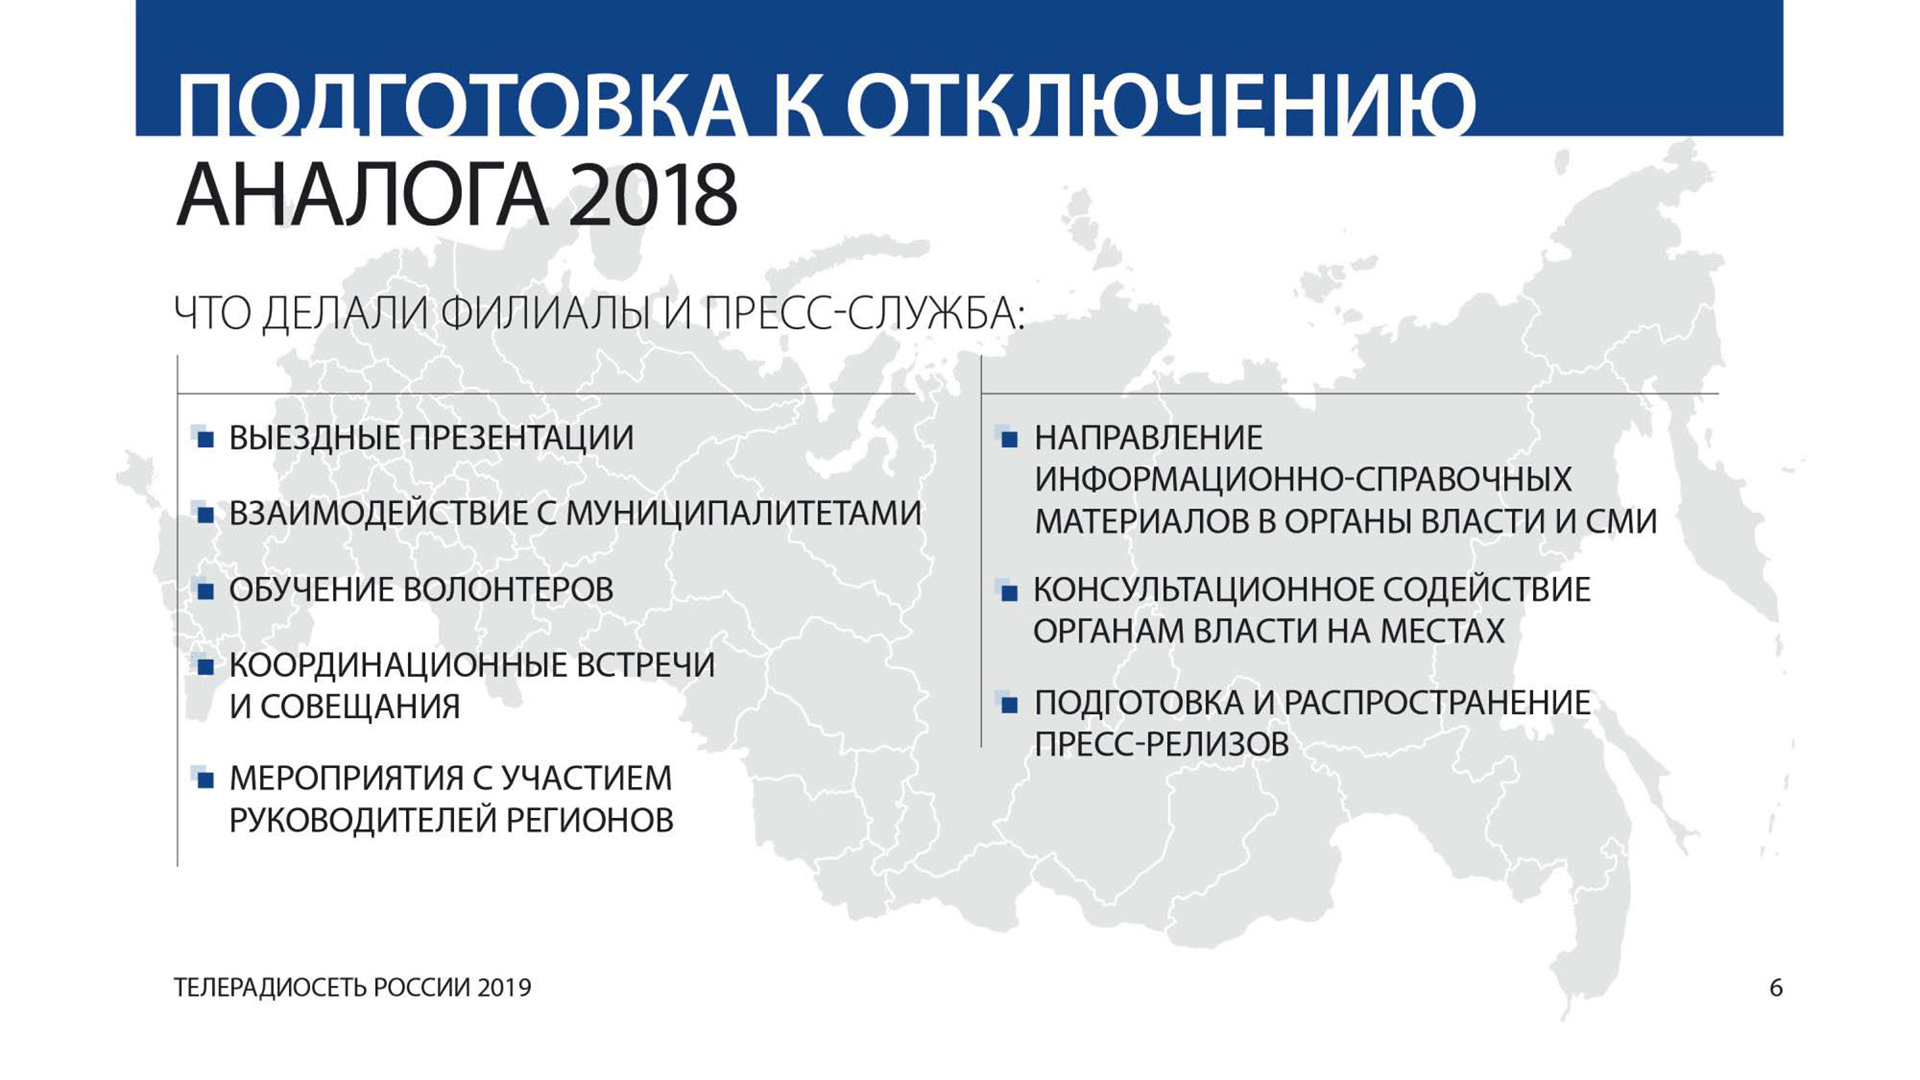 ПОДГОТОВКА К ОТКЛЮЧЕНИЮ
АНАЛОГА 2018
ЧТО ДЕЛАЛИ ФИЛИАЛЫ И ПРЕСС-СЛУЖБА:
ВЫЕЗДНЫЕ ПРЕЗЕНТАЦИИ
ВЗАИМОДЕЙСТВИЕ С МУНИЦИПАЛИТЕТАМИ
ОБУЧЕНИЕ ВОЛОНТЕРОВ
КООРДИНАЦИОННЫЕ ВСТРЕЧИ
И СОВЕЩАНИЯ
МЕРОПРИЯТИЯ С УЧАСТИЕМ
РУКОВОДИТЕЛЕЙ РЕГИОНОВ
НАПРАВЛЕНИЕ
ИНФОРМАЦИОННО-СПРАВОЧНЫХ
МАТЕРИАЛОВ В ОРГАНЫ ВЛАСТИ И СМИ
КОНСУЛЬТАЦИОННОЕ СОДЕЙСТВИЕ
ОРГАНАМ ВЛАСТИ НА МЕСТАХ
ПОДГОТОВКА И РАСПРОСТРАНЕНИЕ
ПРЕСС-РЕЛИЗОВ
ТЕЛЕРАДИОСЕТЬ РОССИИ 2019
6